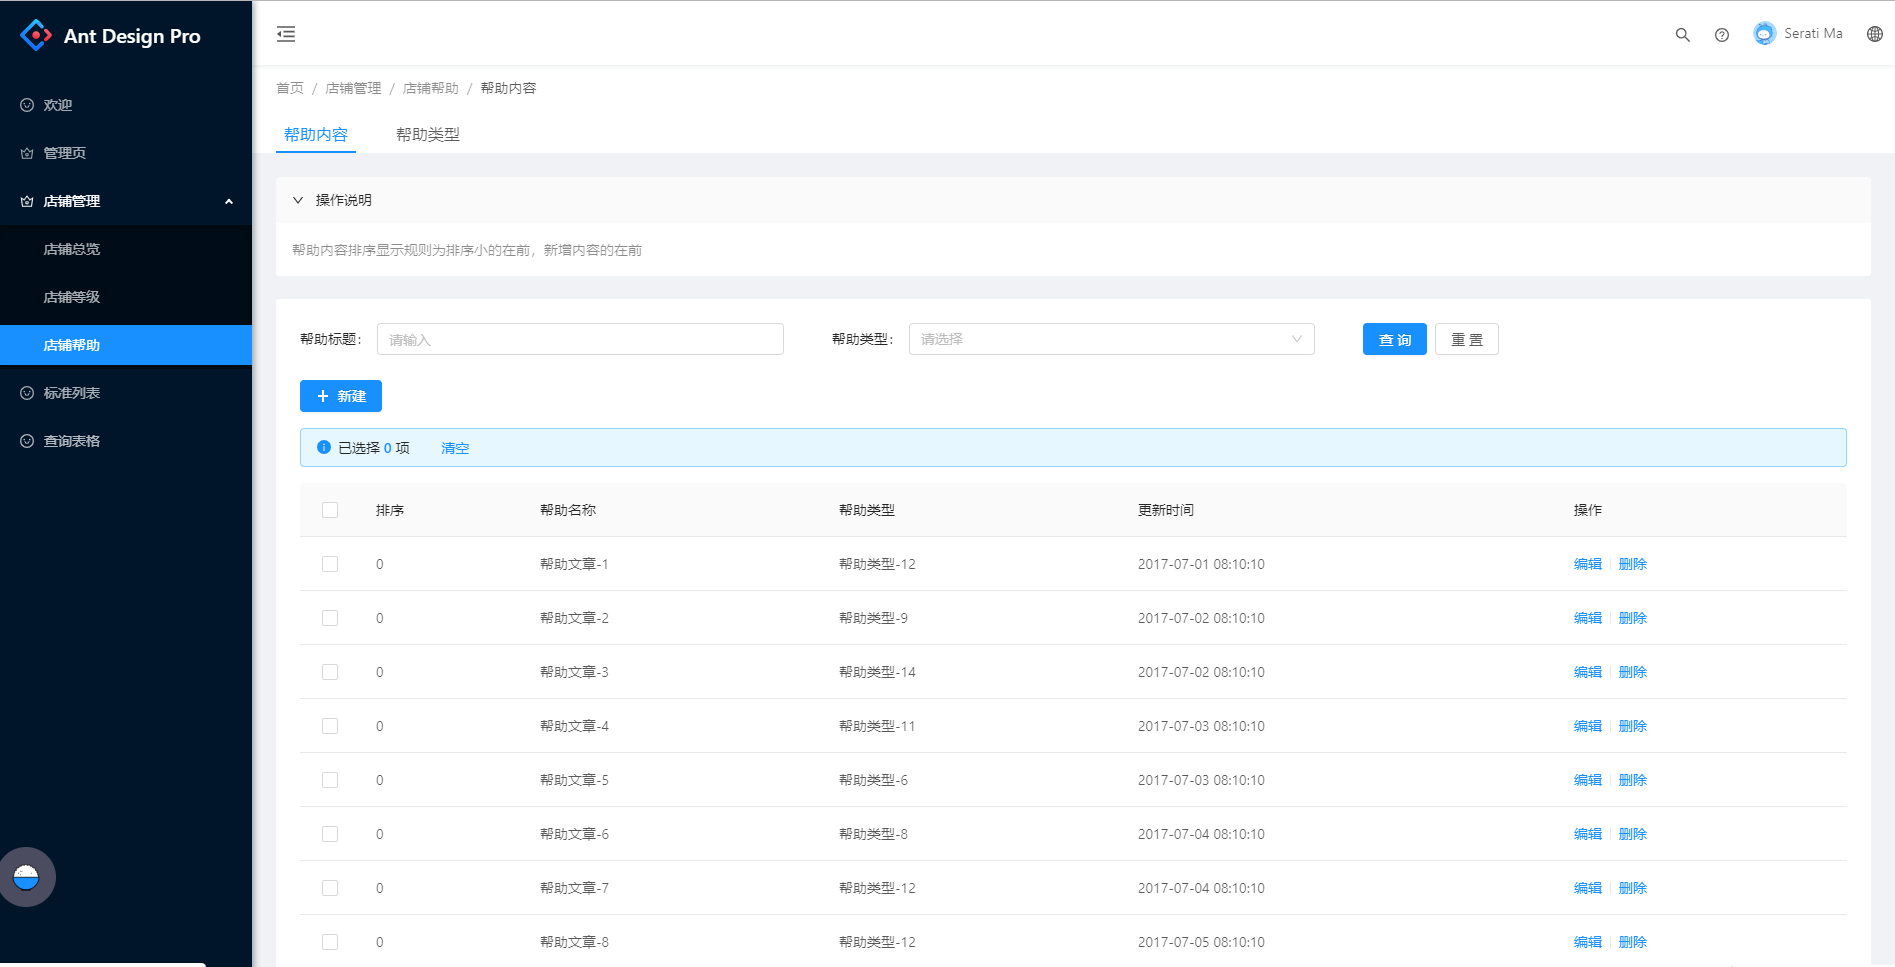 Ant Design Pro
Serati Ma
欢迎
管理页
店铺管理
店铺总览
店铺等级
店铺帮助
标准列表
查询表格
首页 / 店铺管理 / 店铺帮助 / 帮助内容
帮助内容 帮助类型
操作说明
帮助内容排序显示规则为排序小的在前，新增内容的在前
帮助标题： 请输入 帮助类型： 请选择 查 询 重 置
+ 新建
已选择 0 项 清空
排序 帮助名称 帮助类型 更新时间 操作
0 帮助文章-1 帮助类型-12 2017-07-01 08:10:10 编辑 删除
0 帮助文章-2 帮助类型-9 2017-07-02 08:10:10 编辑 删除
0 帮助文章-3 帮助类型-14 2017-07-02 08:10:10 编辑 删除
0 帮助文章-4 帮助类型-11 2017-07-03 08:10:10 编辑 删除
0 帮助文章-5 帮助类型-6 2017-07-03 08:10:10 编辑 删除
0 帮助文章-6 帮助类型-8 2017-07-04 08:10:10 编辑 删除
0 帮助文章-7 帮助类型-12 2017-07-04 08:10:10 编辑 删除
0 帮助文章-8 帮助类型-12 2017-07-05 08:10:10 编辑 删除